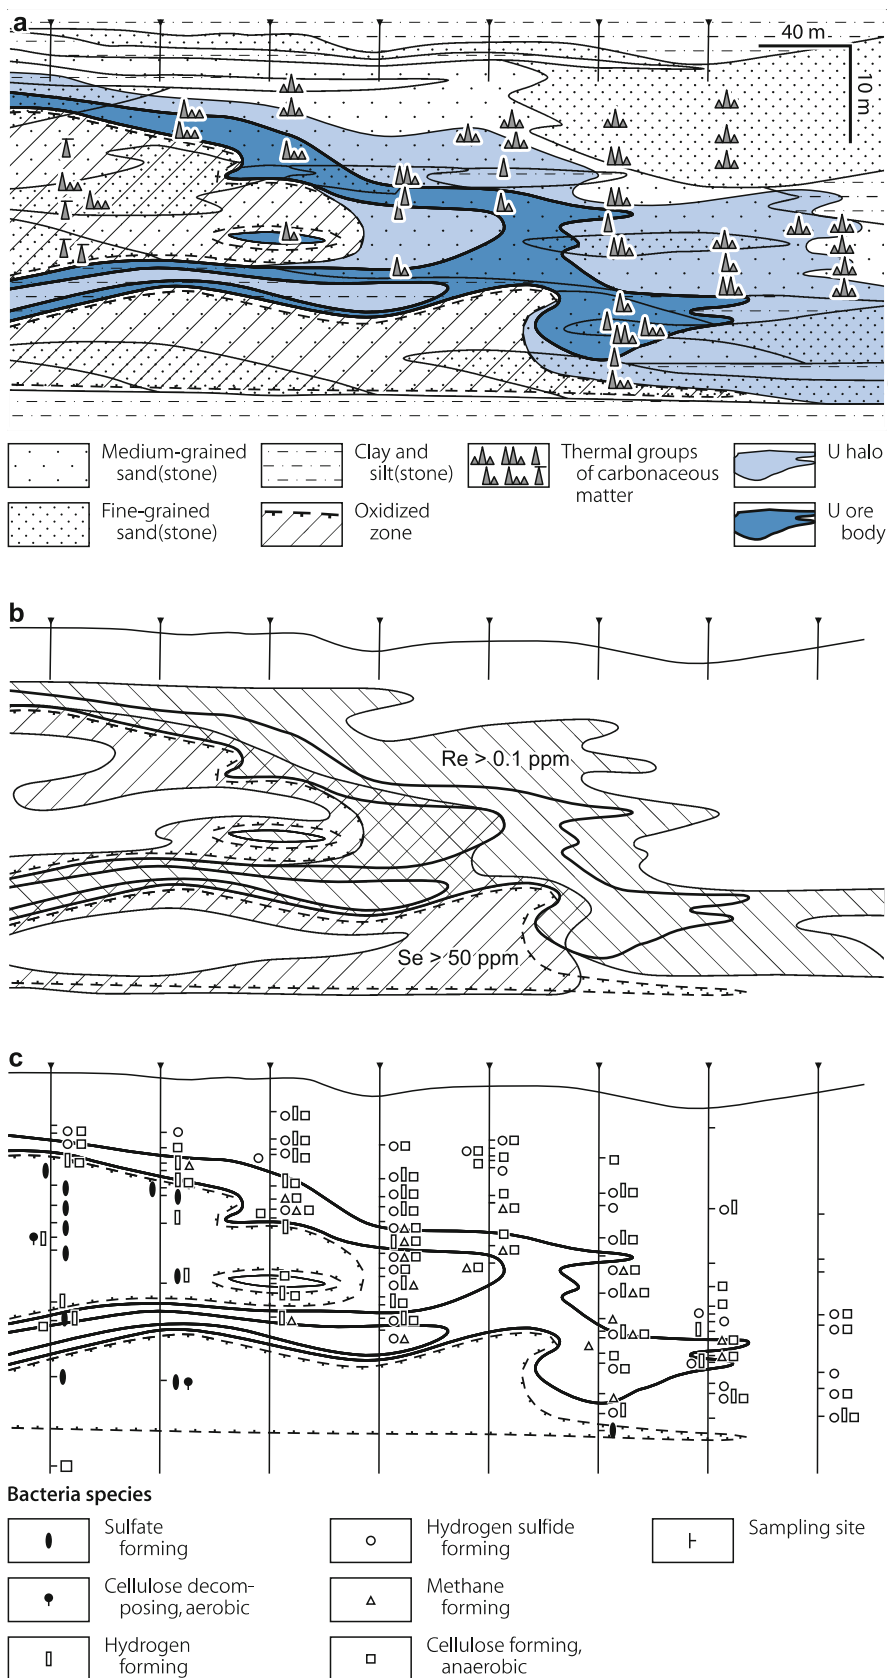 a
40 m
10 m
Medium-grained
sand(stone)
Clay and
silt(stone)
Thermal groups
of carbonaceous
matter
U halo
Fine-grained
sand(stone)
Oxidized
zone
U ore
body
b
Re > 0.1 ppm
Se > 50 ppm
c
Bacteria species
Sulfate
forming
Hydrogen sulfide
forming
Sampling site
Cellulose decom-
posing, aerobic
Methane
forming
Hydrogen
forming
Cellulose forming,
anaerobic